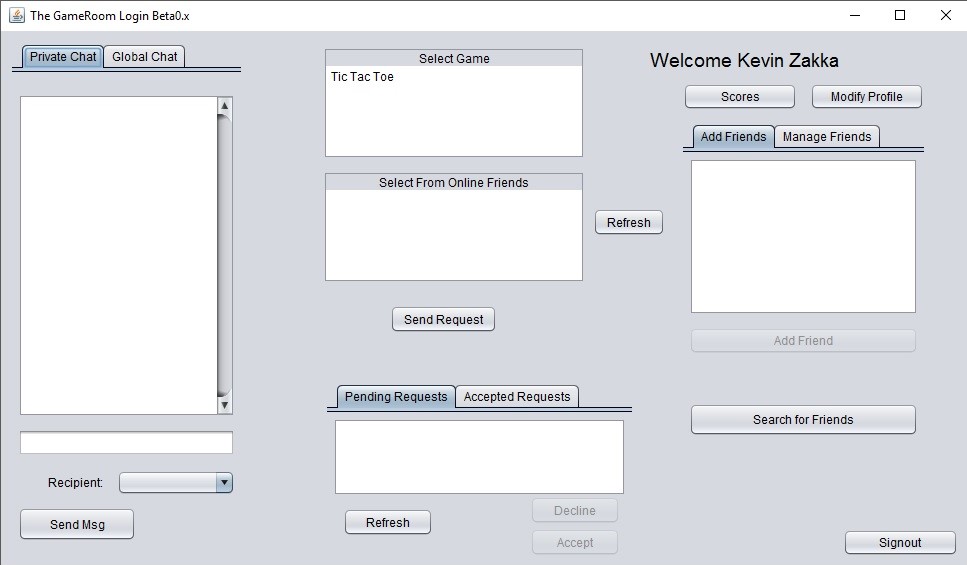 The GameRoom Login Beta0.x
Private Chat
Global Chat
Recipient:
Send Msg
Select Game
Tic Tac Toe
Select From Online Friends
Refresh
Send Request
Pending Requests
Accepted Requests
Refresh
Decline
Accept
Welcome Kevin Zakka
Scores
Modify Profile
Add Friends
Manage Friends
Add Friend
Search for Friends
Signout